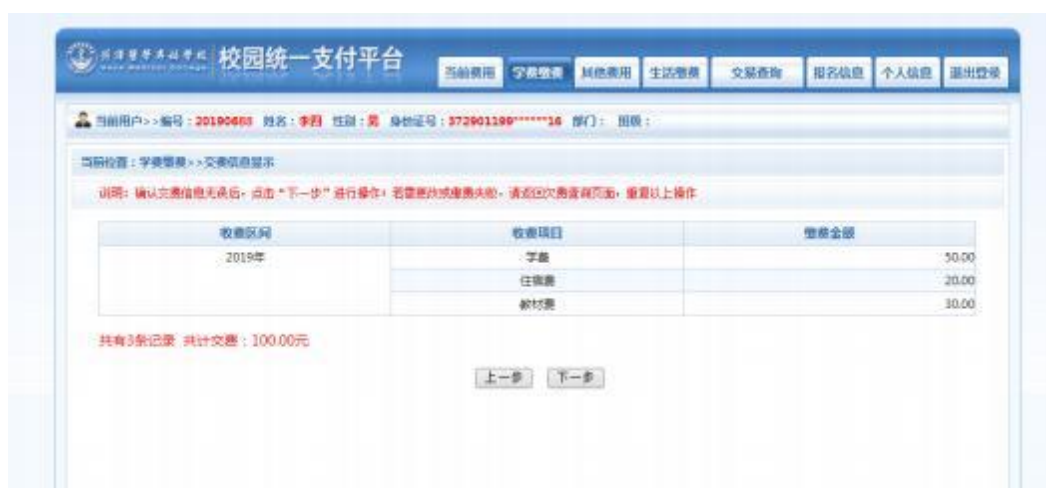 校园统一支付平台
当前费用 学费缴费 其他费用 生活缴费 交易查询 报名信息 个人信息 退出登录
当前用户>>编号：20190688 姓名：李四 性别：男 身份证号：372901199******16 部门： 班级：
当前位置：学费缴费>>交费信息显示
说明：确认交费信息无误后，点击“下一步”进行操作！若需更改或缴费失败，请返回欠费查询页面，重复以上操作
收费区间 收费项目 缴费金额
2019年 学费 50.00
住宿费 20.00
教材费 30.00
共有3条记录 共计交费：100.00元
上一步 下一步